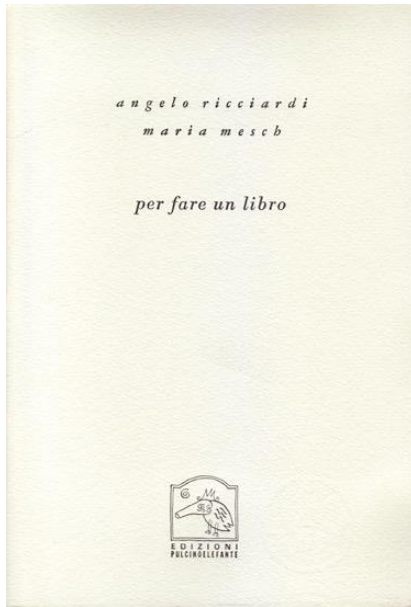 angelo ricciardi
maria mesch
per fare un libro
EDIZIONI
PULCINOELEFANTE